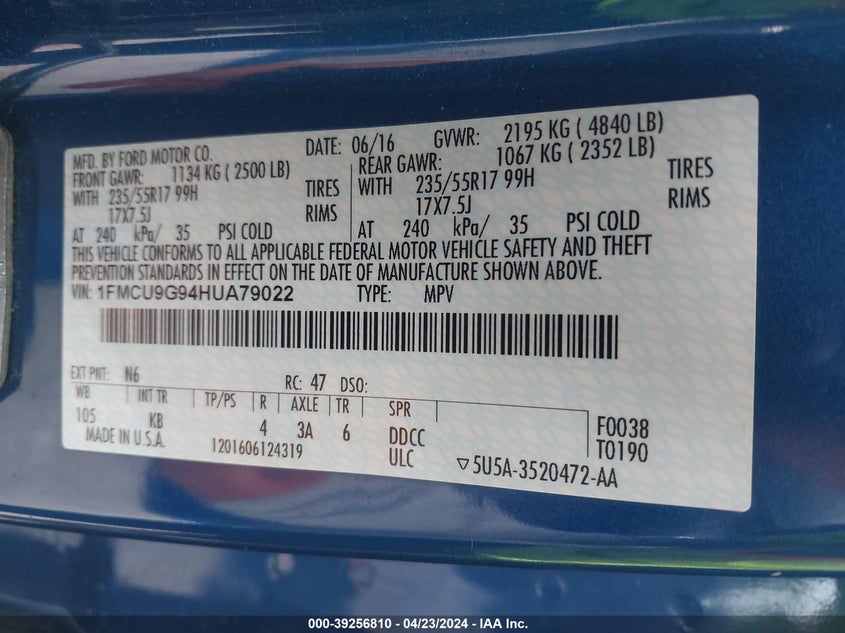 MFD. BY FORD MOTOR CO. DATE: 06/16 GVWR: 2195 KG ( 4840 LB)
FRONT GAWR: 1134 KG ( 2500 LB) REAR GAWR: 1067 KG ( 2352 LB)
WITH 235/55R17 99H TIRES WITH 235/55R17 99H TIRES
17X7.5J RIMS 17X7.5J RIMS
AT 240 kPa/ 35 PSI COLD AT 240 kPa/ 35 PSI COLD
THIS VEHICLE CONFORMS TO ALL APPLICABLE FEDERAL MOTOR VEHICLE SAFETY AND THEFT
PREVENTION STANDARDS IN EFFECT ON THE DATE OF MANUFACTURE SHOWN ABOVE.
VIN: 1FMCU9G94HUA79022 TYPE: MPV
EXT PNT: N6 RC: 47 DSO:
WB INT TR TP/PS R AXLE TR SPR
105 KB 4 3A 6 DDCC F0038
MADE IN U.S.A. 1201606124319 ULC T0190
▽5U5A-3520472-AA
000-39256810 - 04/23/2024 - IAA, Inc.